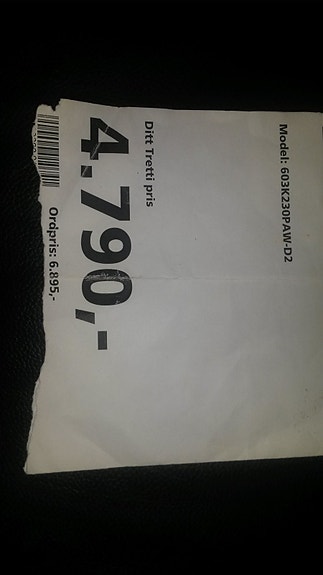 Model: 603K230PAW-D2
Ditt Tretti pris
4.790,-
Ordpris: 6.895,-